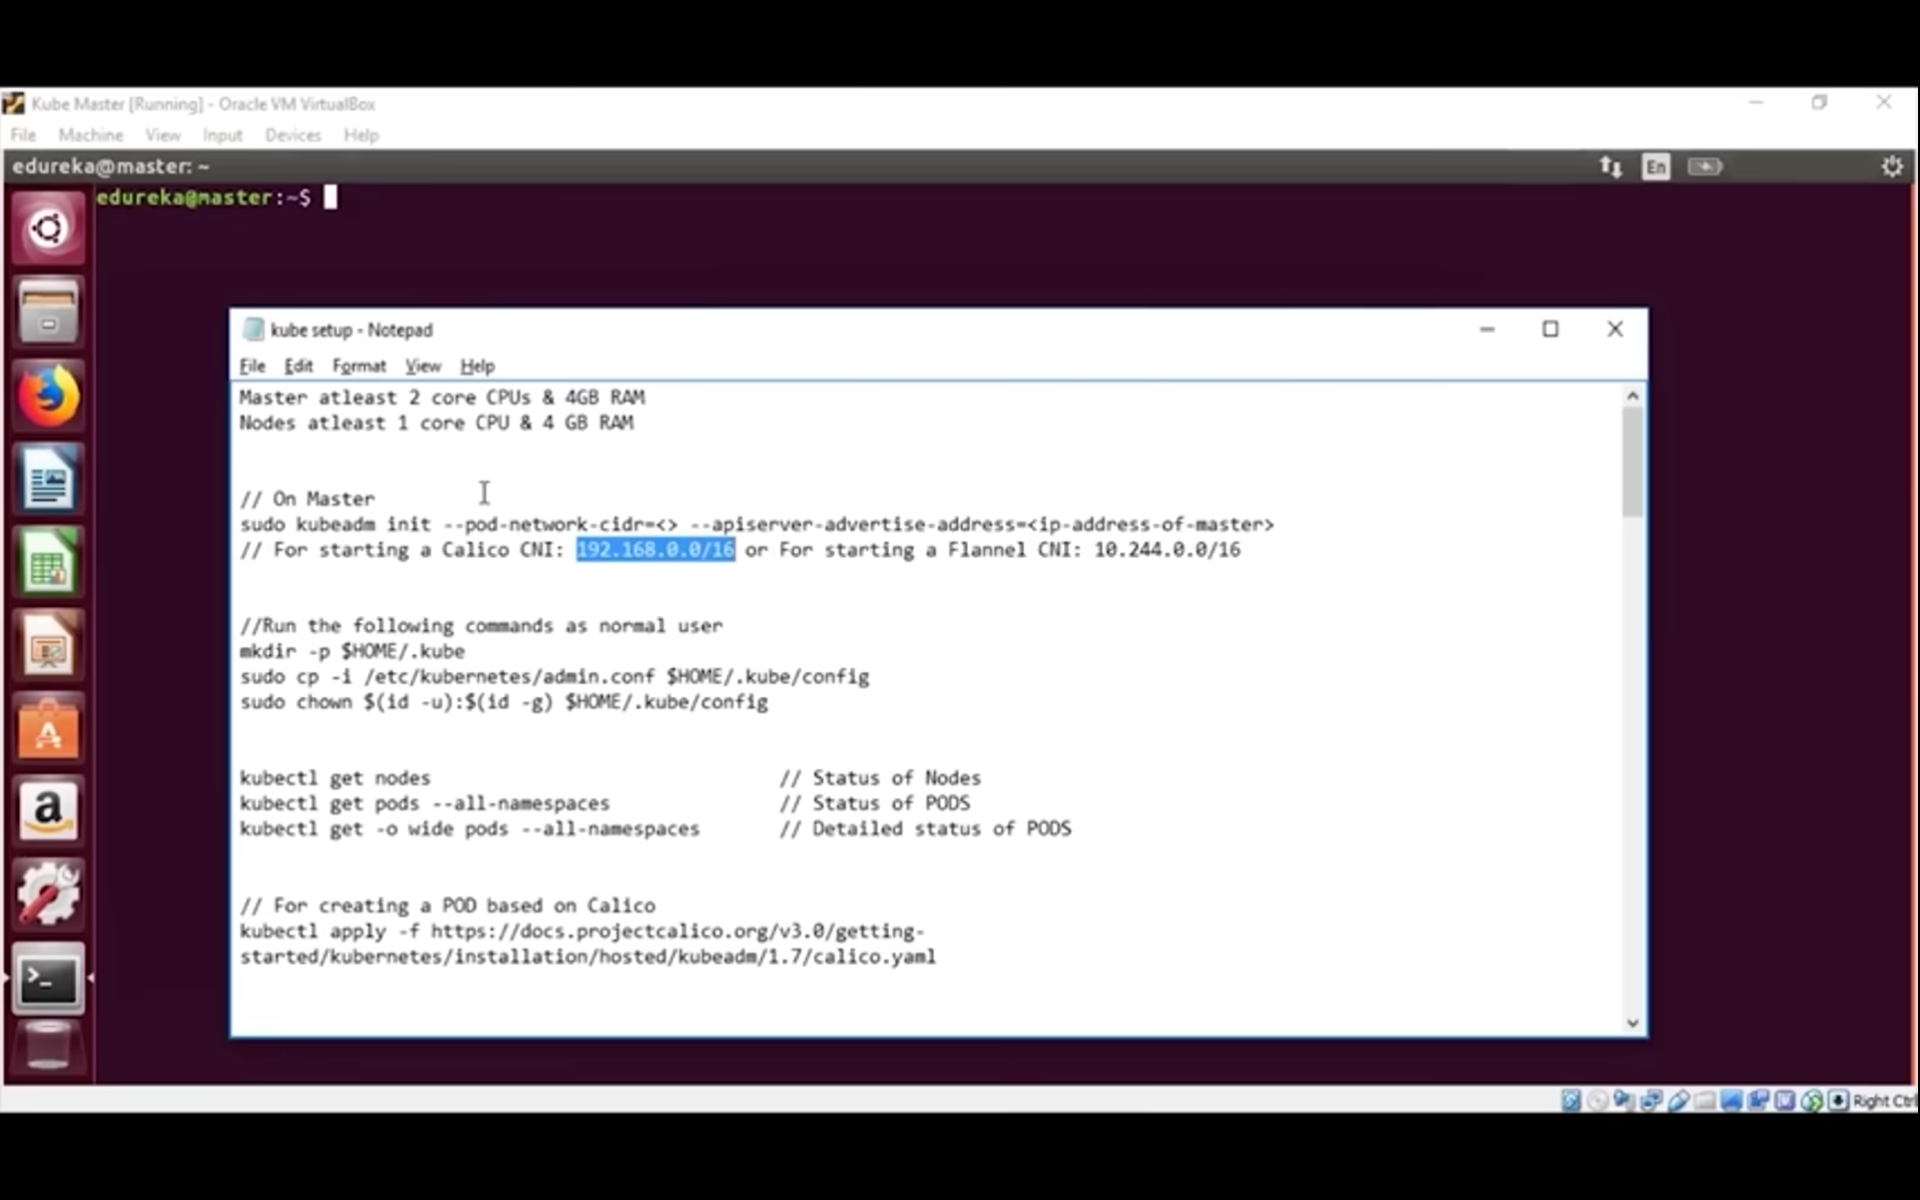 Kube Master [Running] - Oracle VM VirtualBox
File Machine View Input Devices Help
edureka@master: ~
En
edureka@master:~$
kube setup - Notepad
File Edit Format View Help
Master atleast 2 core CPUs & 4GB RAM
Nodes atleast 1 core CPU & 4 GB RAM
// On Master
sudo kubeadm init --pod-network-cidr=<> --apiserver-advertise-address=<ip-address-of-master>
// For starting a Calico CNI: 192.168.0.0/16 or For starting a Flannel CNI: 10.244.0.0/16
//Run the following commands as normal user
mkdir -p $HOME/.kube
sudo cp -i /etc/kubernetes/admin.conf $HOME/.kube/config
sudo chown $(id -u):$(id -g) $HOME/.kube/config
kubectl get nodes // Status of Nodes
kubectl get pods --all-namespaces // Status of PODS
kubectl get -o wide pods --all-namespaces // Detailed status of PODS
// For creating a POD based on Calico
kubectl apply -f https://docs.projectcalico.org/v3.0/getting-
started/kubernetes/installation/hosted/kubeadm/1.7/calico.yaml
Right Ctrl